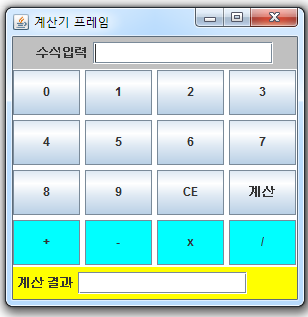 계산기 프레임
수식입력
0 1 2 3
4 5 6 7
8 9 CE 계산
+ - x /
계산 결과